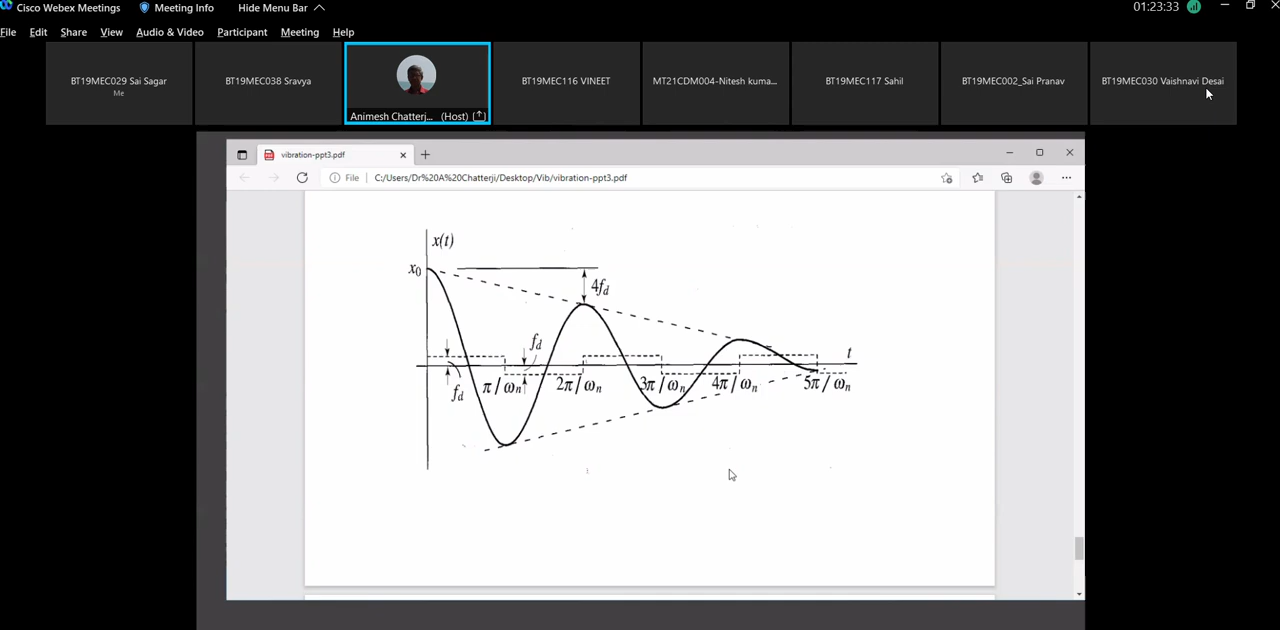 Cisco Webex Meetings Meeting Info Hide Menu Bar 01:23:33
File Edit Share View Audio & Video Participant Meeting Help
BT19MEC029 Sai Sagar
Me
BT19MEC038 Sravya
Animesh Chatterj... (Host)
BT19MEC116 VINEET
MT21CDM004-Nitesh kuma...
BT19MEC117 Sahil
BT19MEC002_Sai Pranav
BT19MEC030 Vaishnavi Desai
vibration-ppt3.pdf
File C:/Users/Dr%20A%20Chatterji/Desktop/Vib/vibration-ppt3.pdf
x(t)
x₀
4f_d
f_d
t
f_d
π/ωₙ 2π/ωₙ 3π/ωₙ 4π/ωₙ 5π/ωₙ